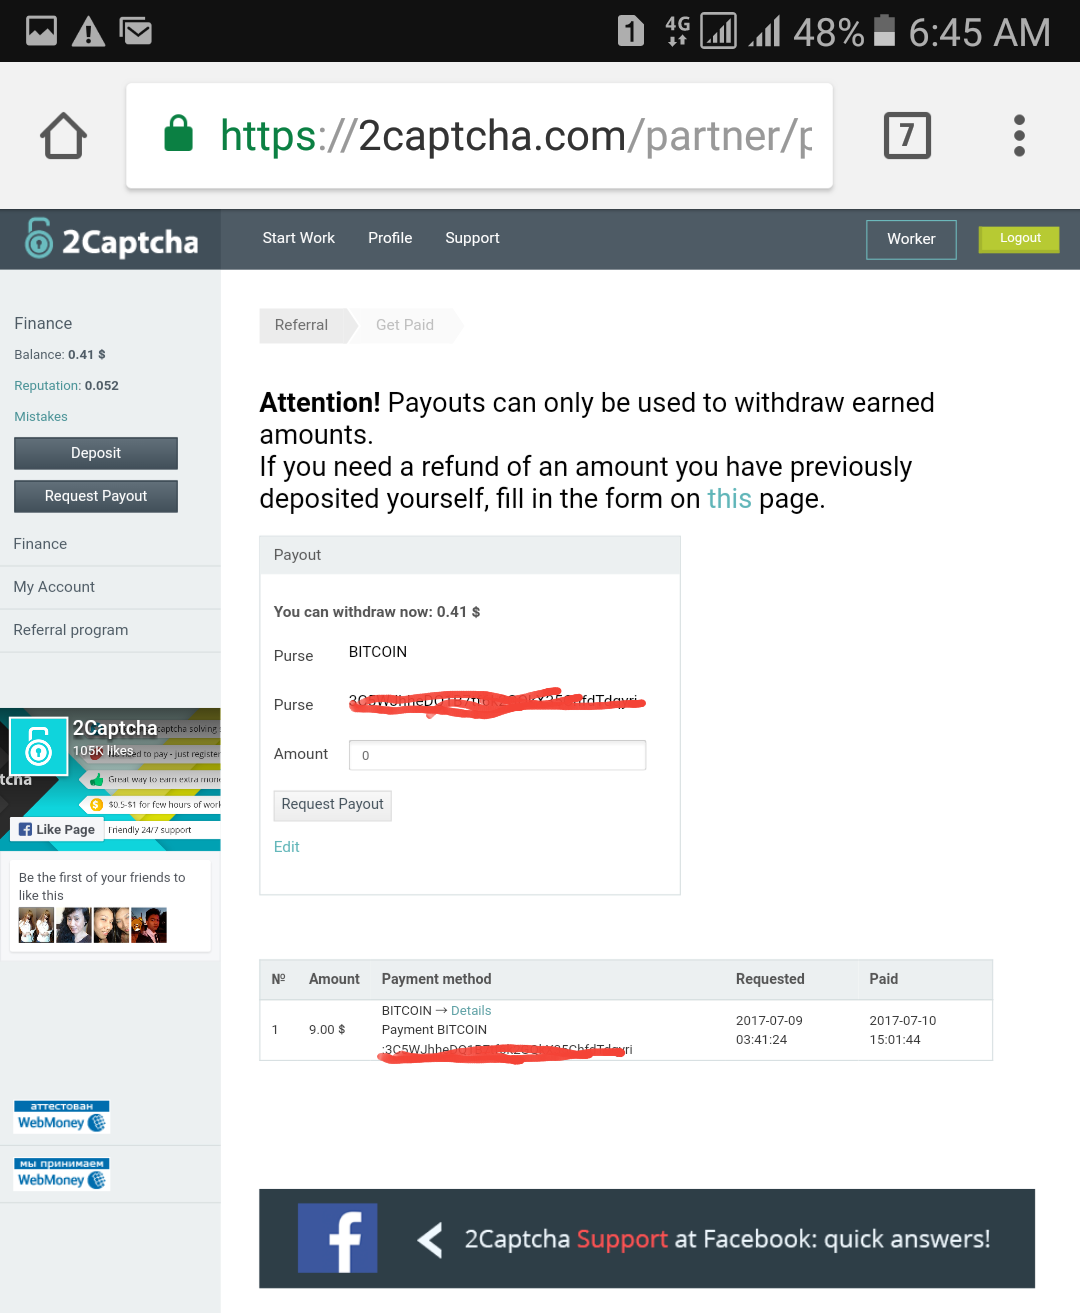 1 4G 48% 6:45 AM
https://2captcha.com/partner/p
7
2Captcha
Start Work Profile Support Worker Logout
Finance
Balance: 0.41 $
Reputation: 0.052
Mistakes
Deposit
Request Payout
Finance
My Account
Referral program
2Captcha
105K likes
captcha solving
to pay - just register
tcha
Great way to earn extra
$0.5-$1 for few hours of work
Like Page
friendly 24/7 support
Be the first of your friends to
like this
аттестован
WebMoney
мы принимаем
WebMoney
Referral Get Paid
Attention! Payouts can only be used to withdraw earned
amounts.
If you need a refund of an amount you have previously
deposited yourself, fill in the form on this page.
Payout
You can withdraw now: 0.41 $
Purse BITCOIN
Purse
Amount 0
Request Payout
Edit
№ Amount Payment method Requested Paid
1 9.00 $ BITCOIN → Details
Payment BITCOIN
2017-07-09
03:41:24
2017-07-10
15:01:44
2Captcha Support at Facebook: quick answers!